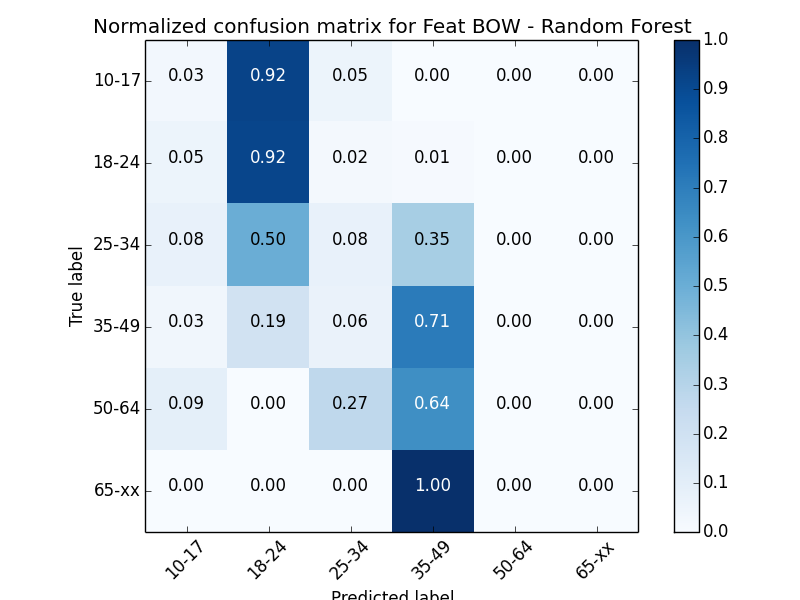 Normalized confusion matrix for Feat BOW - Random Forest
True label
10-17 0.03 0.92 0.05 0.00 0.00 0.00
18-24 0.05 0.92 0.02 0.01 0.00 0.00
25-34 0.08 0.50 0.08 0.35 0.00 0.00
35-49 0.03 0.19 0.06 0.71 0.00 0.00
50-64 0.09 0.00 0.27 0.64 0.00 0.00
65-xx 0.00 0.00 0.00 1.00 0.00 0.00
10-17 18-24 25-34 35-49 50-64 65-xx
Predicted label
1.0
0.9
0.8
0.7
0.6
0.5
0.4
0.3
0.2
0.1
0.0